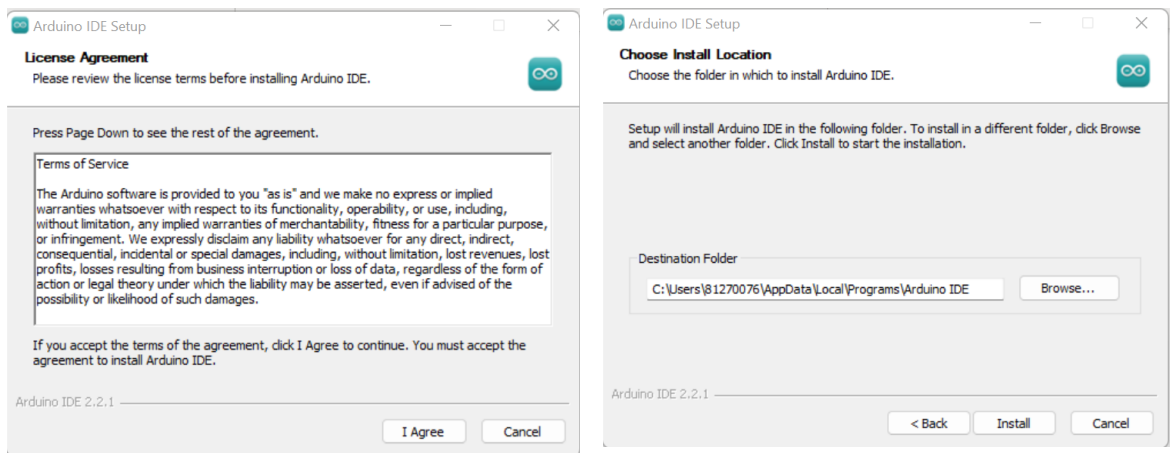 Arduino IDE Setup
License Agreement
Please review the license terms before installing Arduino IDE.
Press Page Down to see the rest of the agreement.
Terms of Service
The Arduino software is provided to you "as is" and we make no express or implied
warranties whatsoever with respect to its functionality, operability, or use, including,
without limitation, any implied warranties of merchantability, fitness for a particular purpose,
or infringement. We expressly disclaim any liability whatsoever for any direct, indirect,
consequential, incidental or special damages, including, without limitation, lost revenues, lost
profits, losses resulting from business interruption or loss of data, regardless of the form of
action or legal theory under which the liability may be asserted, even if advised of the
possibility or likelihood of such damages.
If you accept the terms of the agreement, click I Agree to continue. You must accept the
agreement to install Arduino IDE.
Arduino IDE 2.2.1
I Agree
Cancel
Arduino IDE Setup
Choose Install Location
Choose the folder in which to install Arduino IDE.
Setup will install Arduino IDE in the following folder. To install in a different folder, click Browse
and select another folder. Click Install to start the installation.
Destination Folder
C:\Users\81270076\AppData\Local\Programs\Arduino IDE
Browse...
Arduino IDE 2.2.1
< Back
Install
Cancel